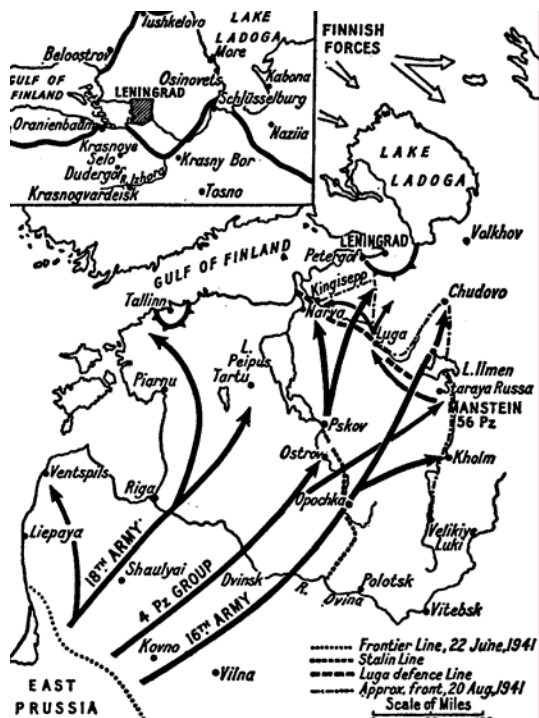 Tushkelovo
LAKE
LADOGA
Beloostrov
More
Osinovets
Kabona
GULF OF
FINLAND
LENINGRAD
Schlüsselburg
Oranienbaum
Naziia
Krasnoye
Selo
Krasny Bor
Dudergof
R. Izhora
Krasnogvardeisk
Tosno
FINNISH
FORCES
LAKE
LADOGA
LENINGRAD
Petergof
Volkhov
GULF OF FINLAND
Kingisepp
Tallinn
Narva
Chudovo
Luga
L.
Peipus
Tartu
L. Ilmen
Staraya Russa
Piarnu
MANSTEIN
56 Pz
Pskov
Ostrov
Kholm
Ventspils
Riga
Opochka
Liepaya
18TH ARMY
Velikiye
Luki
Shaulyai
4 PZ GROUP
Dvinsk
R.
Dvina
Polotsk
16TH ARMY
Vitebsk
Kovno
Vilna
EAST
PRUSSIA
Frontier Line, 22 June, 1941
Stalin Line
Luga defence Line
Approx. front, 20 Aug. 1941
Scale of Miles